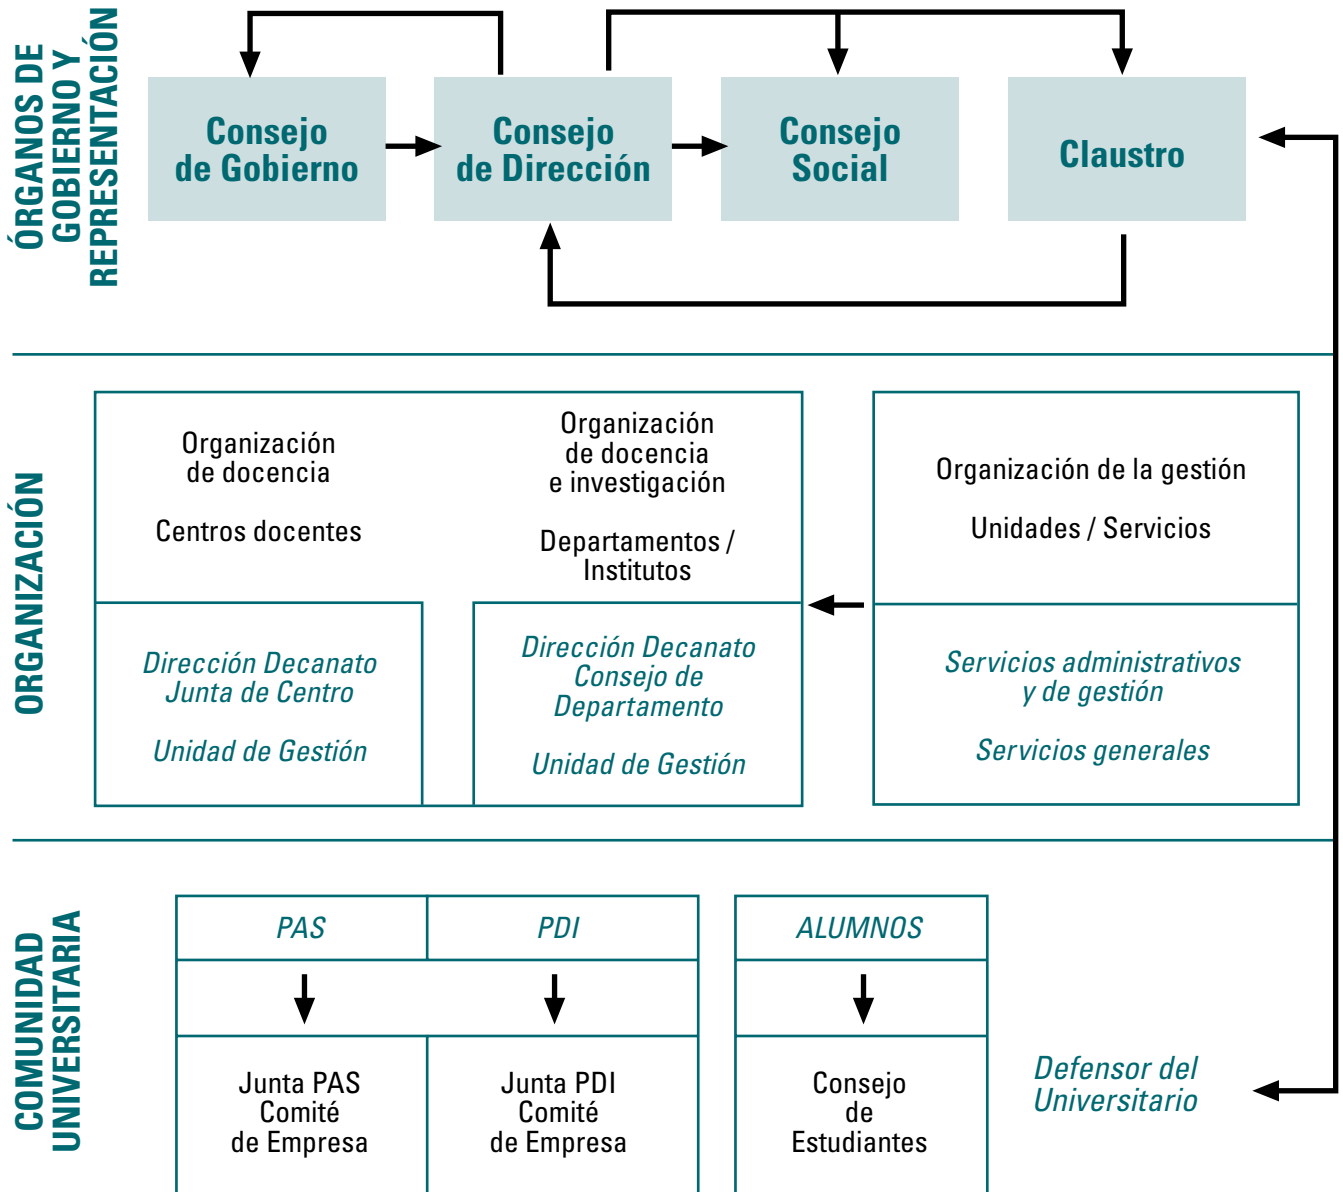 ÓRGANOS DE
GOBIERNO Y
REPRESENTACIÓN
Consejo
de Gobierno
Consejo
de Dirección
Consejo
Social
Claustro
ORGANIZACIÓN
Organización
de docencia
Centros docentes
Organización
de docencia
e investigación
Departamentos /
Institutos
Organización de la gestión
Unidades / Servicios
Dirección Decanato
Junta de Centro
Unidad de Gestión
Dirección Decanato
Consejo de
Departamento
Unidad de Gestión
Servicios administrativos
y de gestión
Servicios generales
COMUNIDAD
UNIVERSITARIA
PAS
PDI
ALUMNOS
Junta PAS
Comité
de Empresa
Junta PDI
Comité
de Empresa
Consejo
de
Estudiantes
Defensor del
Universitario